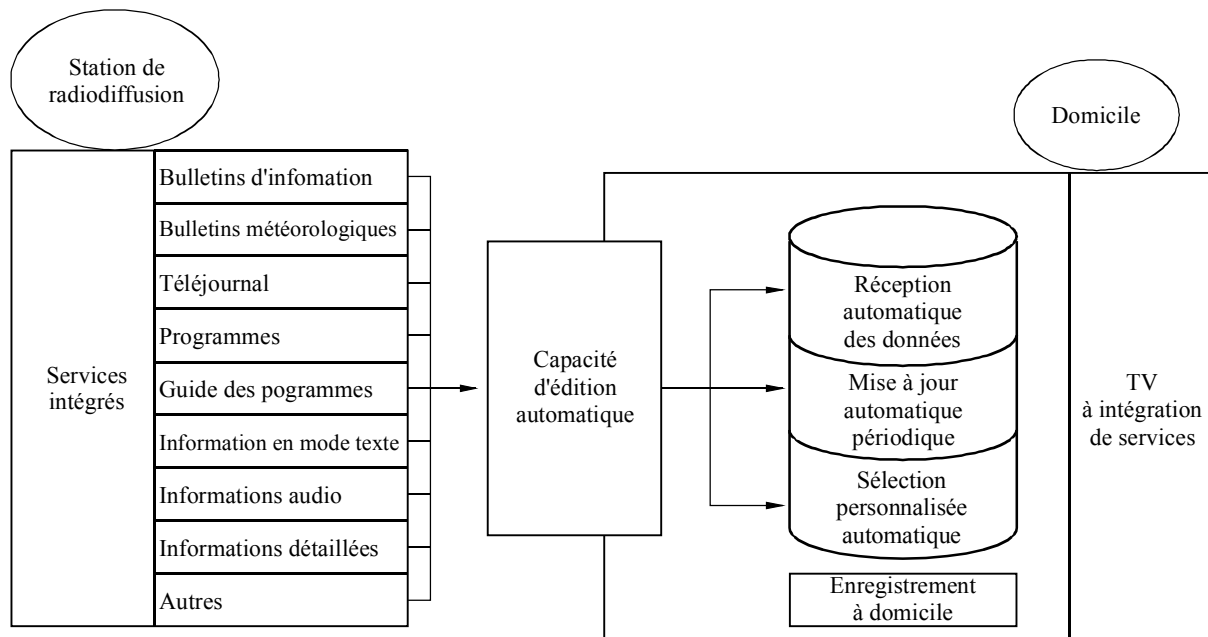 Station de
radiodiffusion
Domicile
Services
intégrés
Bulletins d'infomation
Bulletins météorologiques
Téléjournal
Programmes
Guide des pogrammes
Information en mode texte
Informations audio
Informations détaillées
Autres
Capacité
d'édition
automatique
Réception
automatique
des données
Mise à jour
automatique
périodique
Sélection
personnalisée
automatique
Enregistrement
à domicile
TV
à intégration
de services